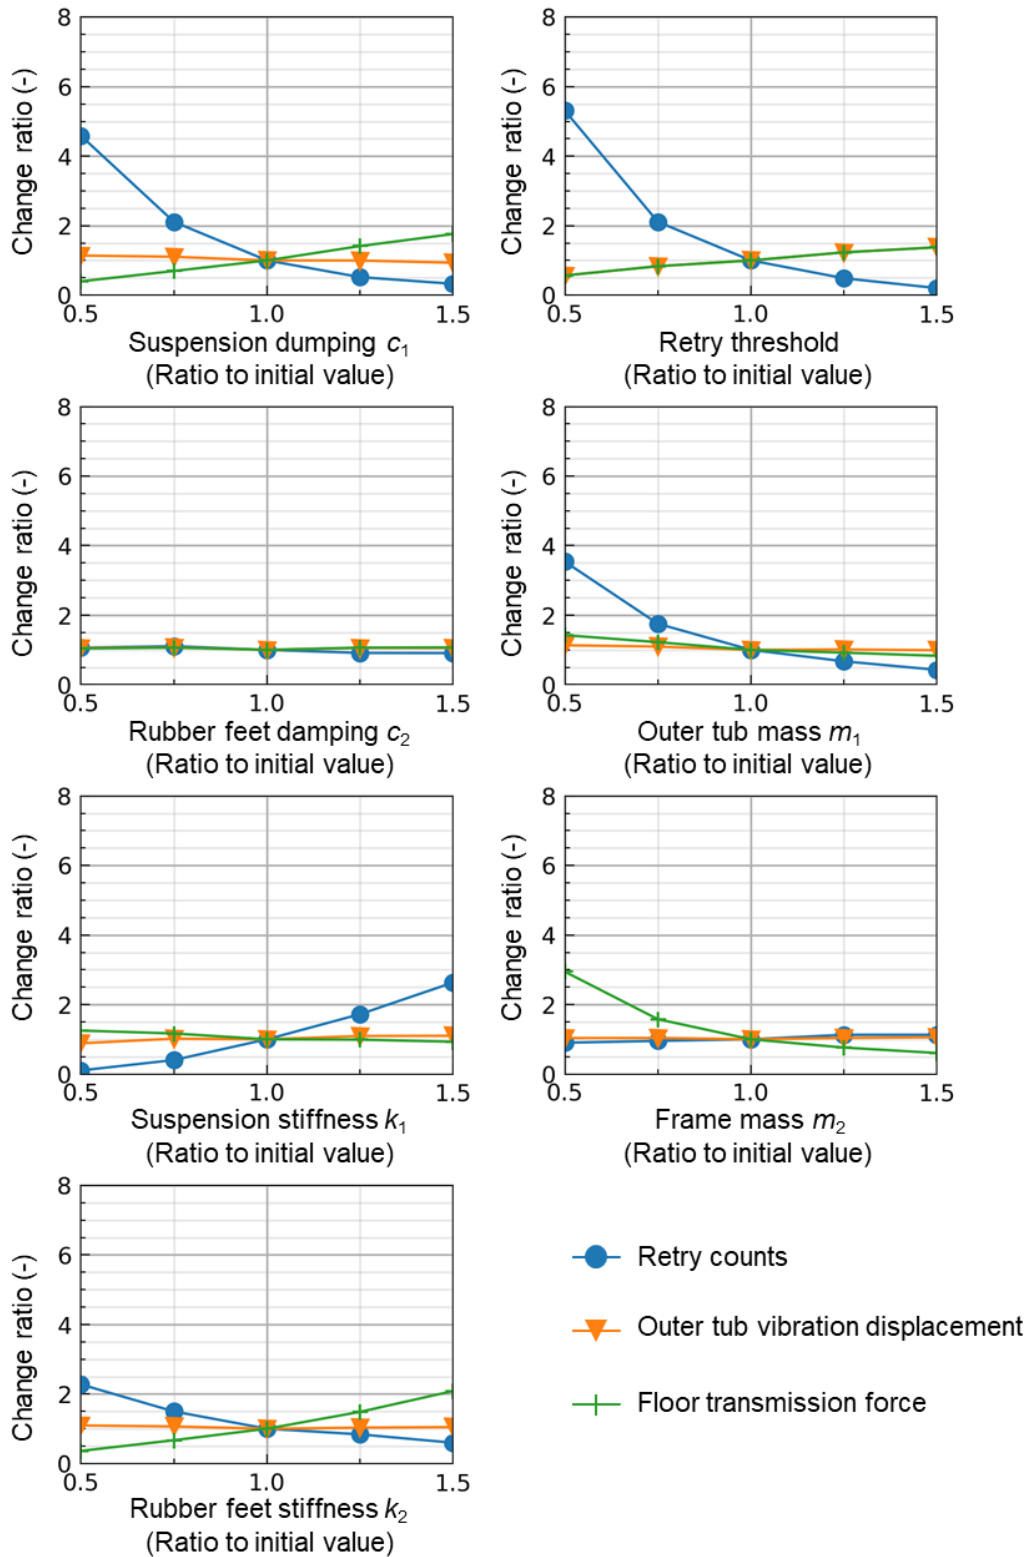 8
6
4
2
0
Change ratio (-)
0.5
1.0
1.5
Suspension dumping c1
(Ratio to initial value)
8
6
4
2
0
Change ratio (-)
0.5
1.0
1.5
Retry threshold
(Ratio to initial value)
8
6
4
2
0
Change ratio (-)
0.5
1.0
1.5
Rubber feet damping c2
(Ratio to initial value)
8
6
4
2
0
Change ratio (-)
0.5
1.0
1.5
Outer tub mass m1
(Ratio to initial value)
8
6
4
2
0
Change ratio (-)
0.5
1.0
1.5
Suspension stiffness k1
(Ratio to initial value)
8
6
4
2
0
Change ratio (-)
0.5
1.0
1.5
Frame mass m2
(Ratio to initial value)
8
6
4
2
0
Change ratio (-)
0.5
1.0
1.5
Rubber feet stiffness k2
(Ratio to initial value)
Retry counts
Outer tub vibration displacement
Floor transmission force